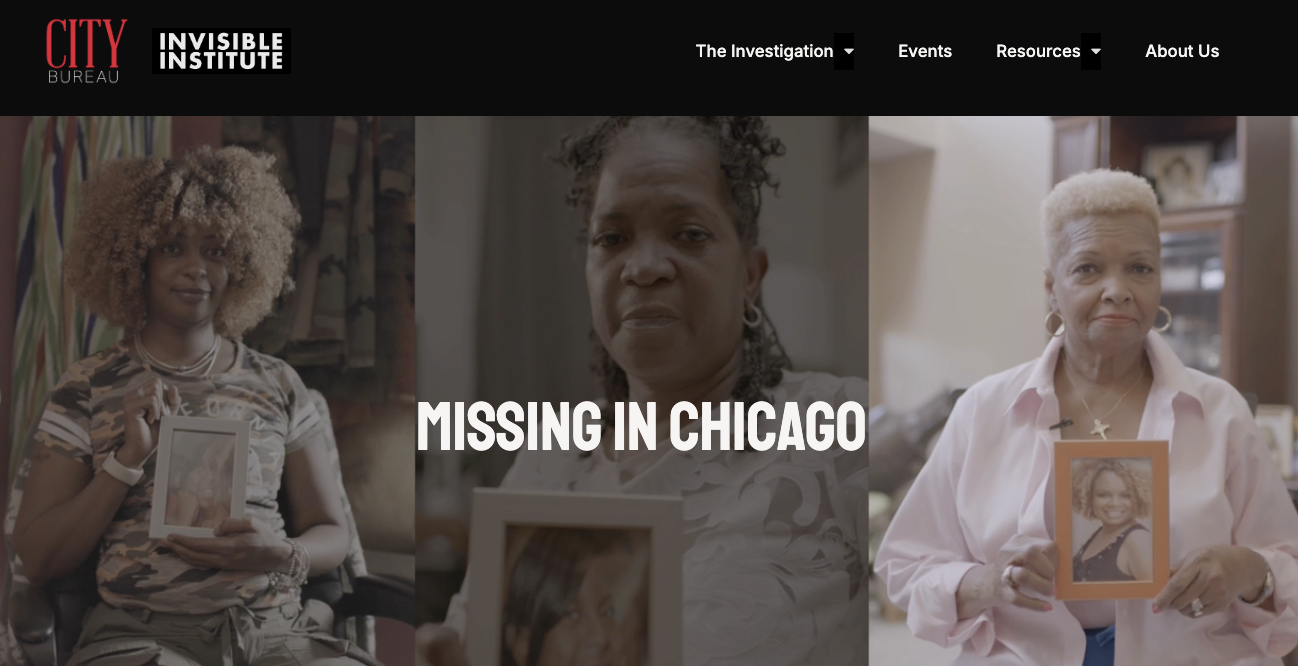 CITY
BUREAU
INVISIBLE
INSTITUTE
The Investigation
Events
Resources
About Us
MISSING IN CHICAGO